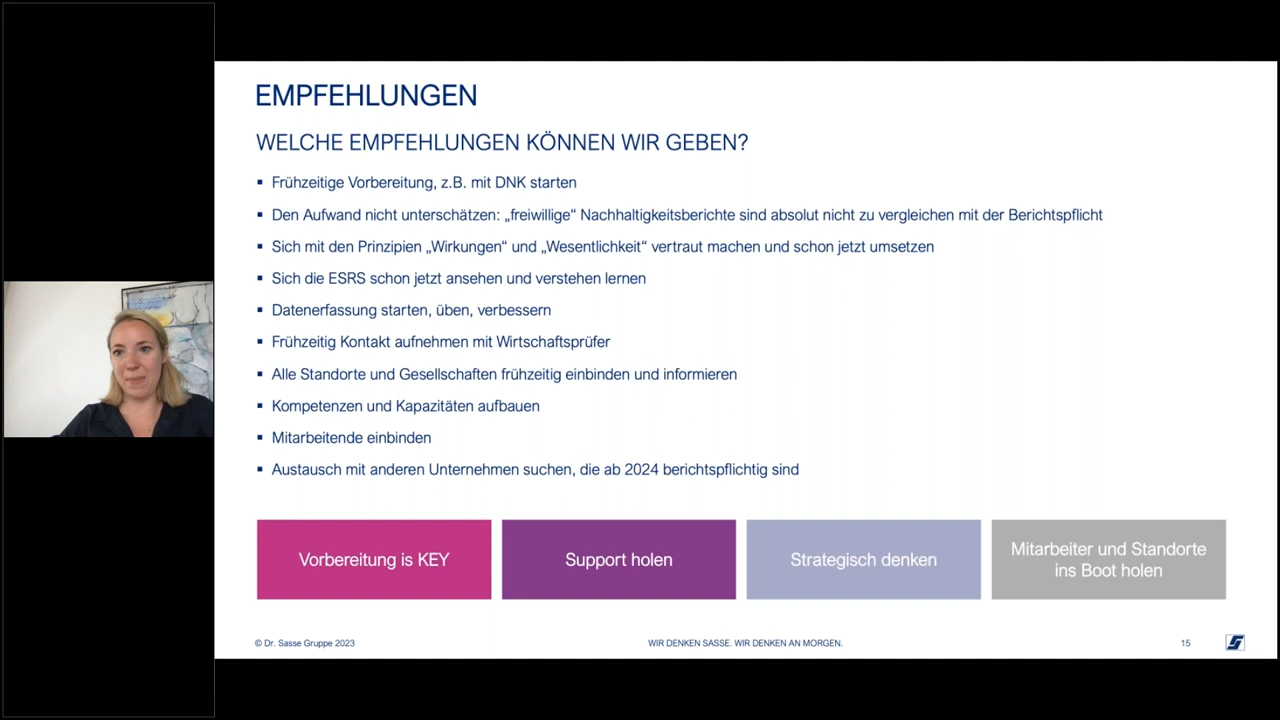 EMPFEHLUNGEN
WELCHE EMPFEHLUNGEN KÖNNEN WIR GEBEN?
▪ Frühzeitige Vorbereitung, z.B. mit DNK starten
▪ Den Aufwand nicht unterschätzen: „freiwillige“ Nachhaltigkeitsberichte sind absolut nicht zu vergleichen mit der Berichtspflicht
▪ Sich mit den Prinzipien „Wirkungen“ und „Wesentlichkeit“ vertraut machen und schon jetzt umsetzen
▪ Sich die ESRS schon jetzt ansehen und verstehen lernen
▪ Datenerfassung starten, üben, verbessern
▪ Frühzeitig Kontakt aufnehmen mit Wirtschaftsprüfer
▪ Alle Standorte und Gesellschaften frühzeitig einbinden und informieren
▪ Kompetenzen und Kapazitäten aufbauen
▪ Mitarbeitende einbinden
▪ Austausch mit anderen Unternehmen suchen, die ab 2024 berichtspflichtig sind
Vorbereitung is KEY
Support holen
Strategisch denken
Mitarbeiter und Standorte
ins Boot holen
© Dr. Sasse Gruppe 2023
WIR DENKEN SASSE. WIR DENKEN AN MORGEN.
15